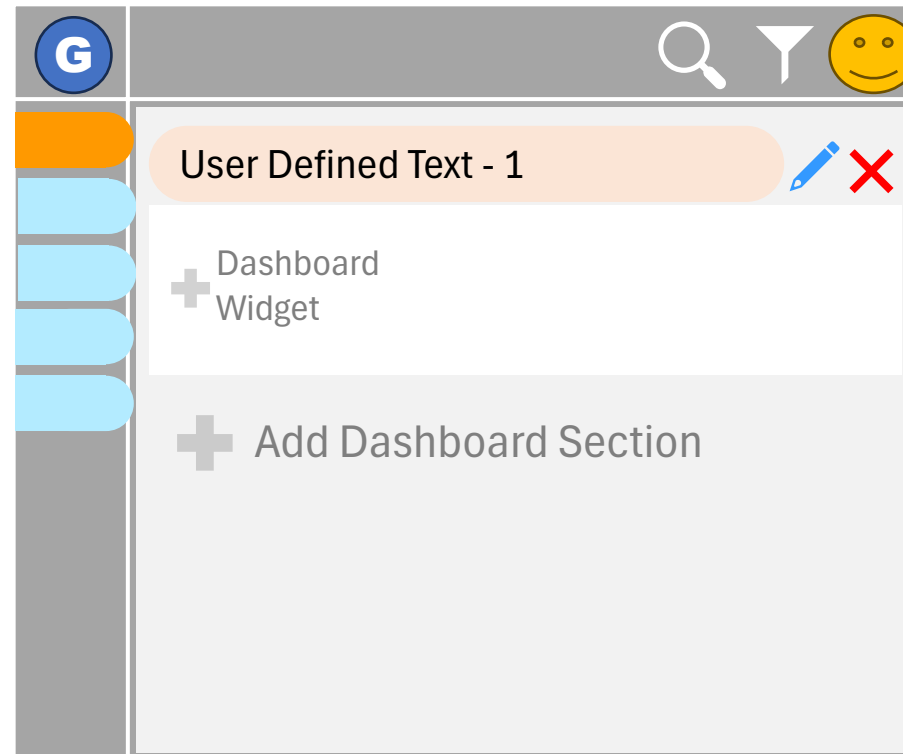 G
User Defined Text - 1
Dashboard
Widget
Add Dashboard Section